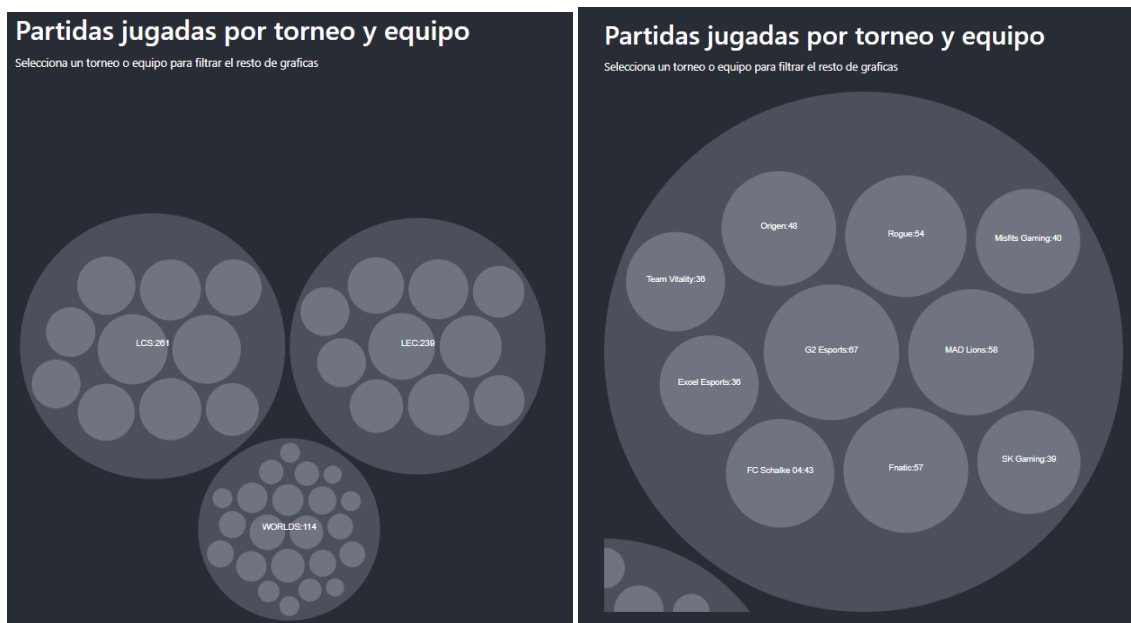 Partidas jugadas por torneo y equipo
Selecciona un torneo o equipo para filtrar el resto de graficas
LCS:261
LEC:239
WORLDS:114
Partidas jugadas por torneo y equipo
Selecciona un torneo o equipo para filtrar el resto de graficas
Origen:48
Rogue:54
Misfits Gaming:40
Team Vitality:36
G2 Esports:67
MAD Lions:58
Excel Esports:36
FC Schalke 04:43
Fnatic:57
SK Gaming:39